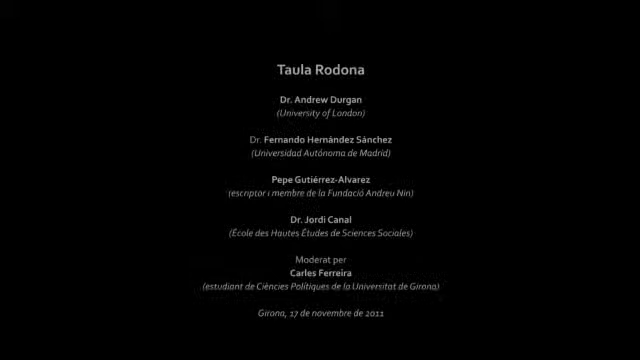 Taula Rodona
Dr. Andrew Durgan
(University of London)
Dr. Fernando Hernández Sánchez
(Universidad Autónoma de Madrid)
Pepe Gutiérrez-Alvarez
(escriptor i membre de la Fundació Andreu Nin)
Dr. Jordi Canal
(École des Hautes Études de Sciences Sociales)
Moderat per
Carles Ferreira
(estudiant de Ciències Polítiques de la Universitat de Girona)
Girona, 17 de novembre de 2011